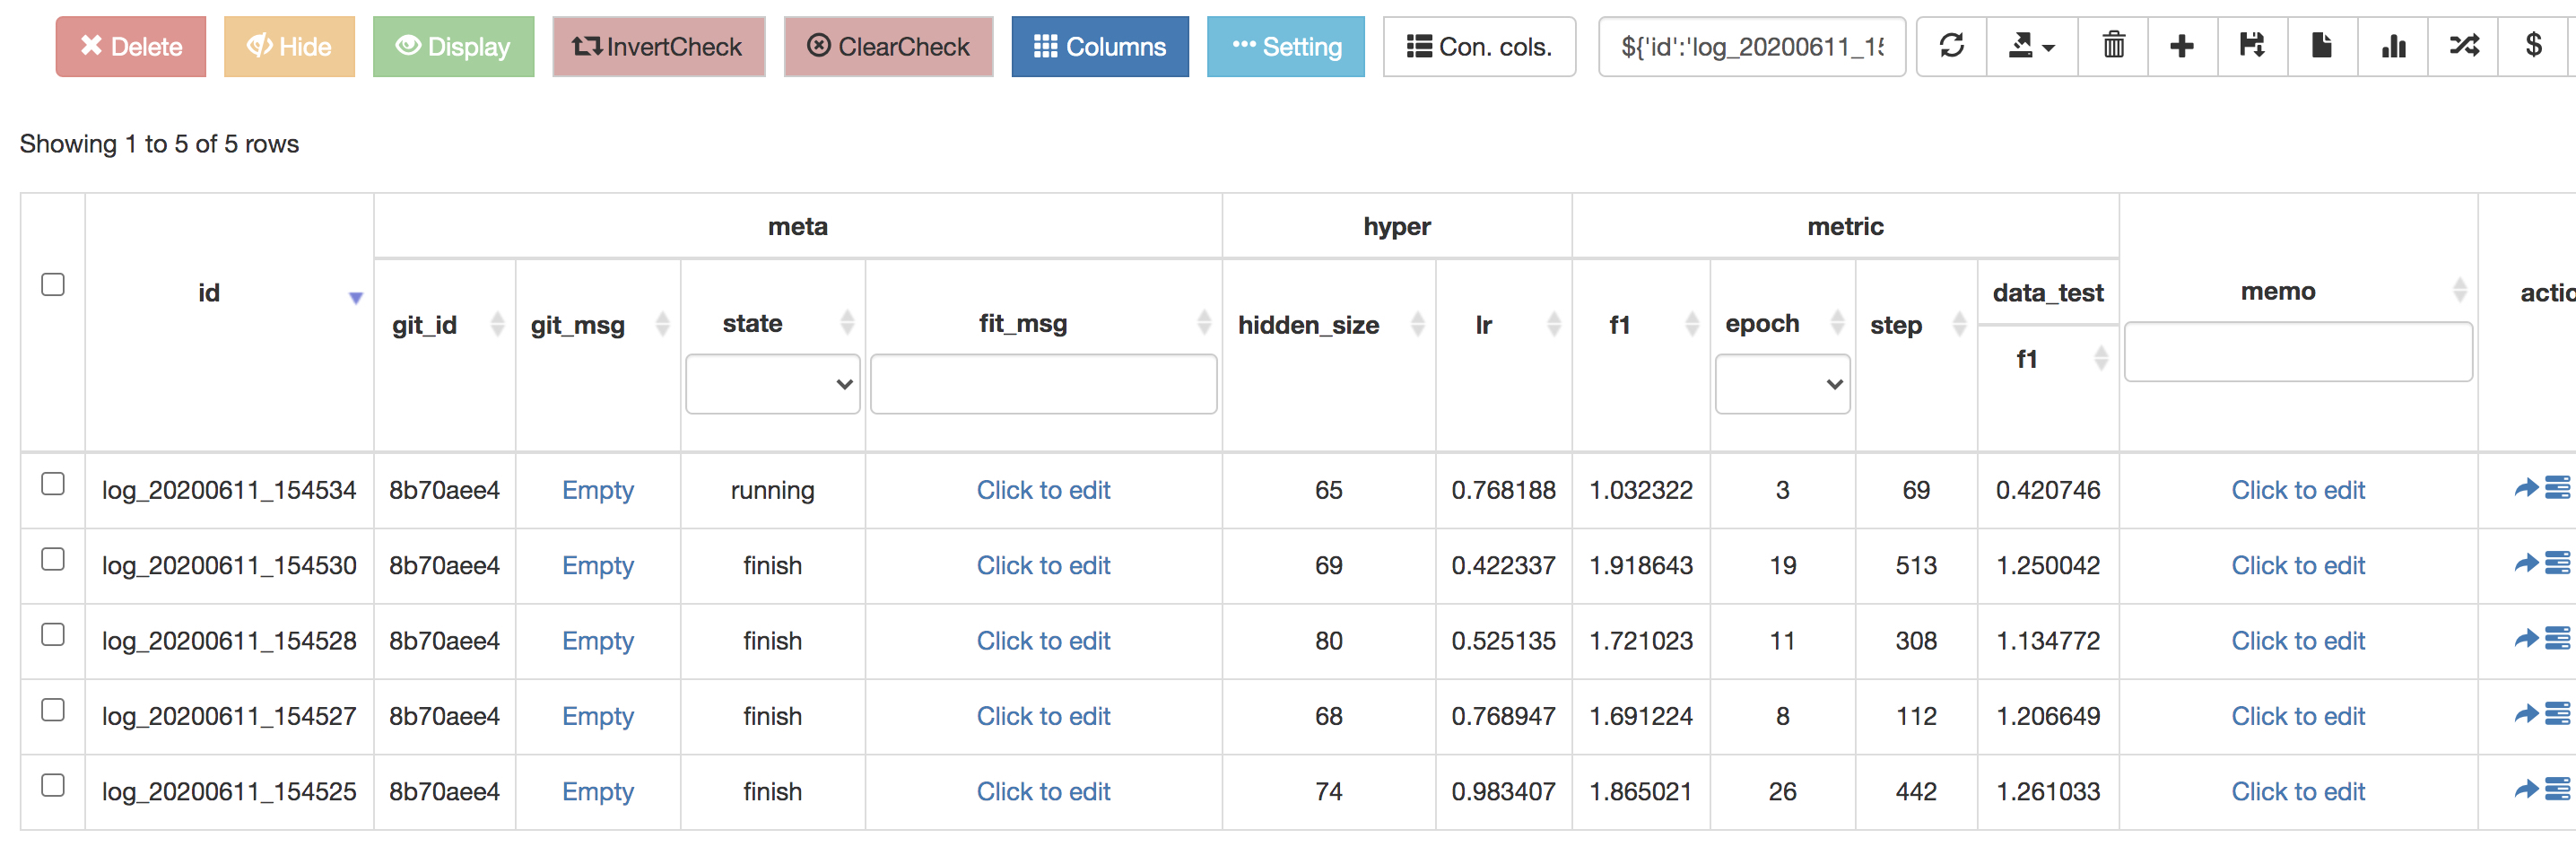 Delete Hide Display InvertCheck ClearCheck Columns Setting Con. cols. ${'id':'log_20200611_15 $
Showing 1 to 5 of 5 rows
meta hyper metric
id git_id git_msg state fit_msg hidden_size lr f1 epoch step data_test memo
f1
log_20200611_154534 8b70aee4 Empty running Click to edit 65 0.768188 1.032322 3 69 0.420746 Click to edit
log_20200611_154530 8b70aee4 Empty finish Click to edit 69 0.422337 1.918643 19 513 1.250042 Click to edit
log_20200611_154528 8b70aee4 Empty finish Click to edit 80 0.525135 1.721023 11 308 1.134772 Click to edit
log_20200611_154527 8b70aee4 Empty finish Click to edit 68 0.768947 1.691224 8 112 1.206649 Click to edit
log_20200611_154525 8b70aee4 Empty finish Click to edit 74 0.983407 1.865021 26 442 1.261033 Click to edit